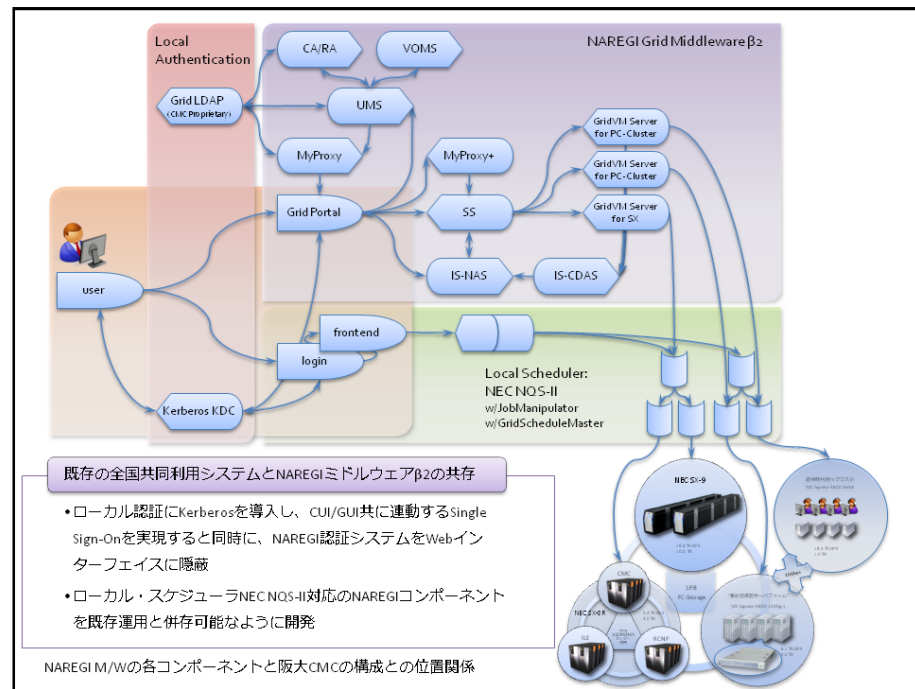 Local
Authentication
NAREGI Grid Middleware β2
CA/RA
VOMS
Grid LDAP
(CMC Proprietary)
UMS
GridVM Server
for PC-Cluster
MyProxy
MyProxy+
GridVM Server
for PC-Cluster
Grid Portal
SS
GridVM Server
for SX
IS-NAS
IS-CDAS
user
frontend
login
Local Scheduler:
NEC NQS-II
w/JobManipulator
w/GridScheduleMaster
Kerberos KDC
既存の全国共同利用システムとNAREGIミドルウェアβ2の共存
•ローカル認証にKerberosを導入し、CUI/GUI共に連動するSingle
Sign-Onを実現すると同時に、NAREGI認証システムをWebイン
ターフェイスに隠蔽
•ローカル・スケジューラNEC NQS-II対応のNAREGIコンポーネント
を既存運用と併存可能なように開発
NAREGI M/Wの各コンポーネントと阪大CMCの構成との位置関係
NEC SX-9
CMC
NEC SX-8R
ILE
RCNP
FC-Storage